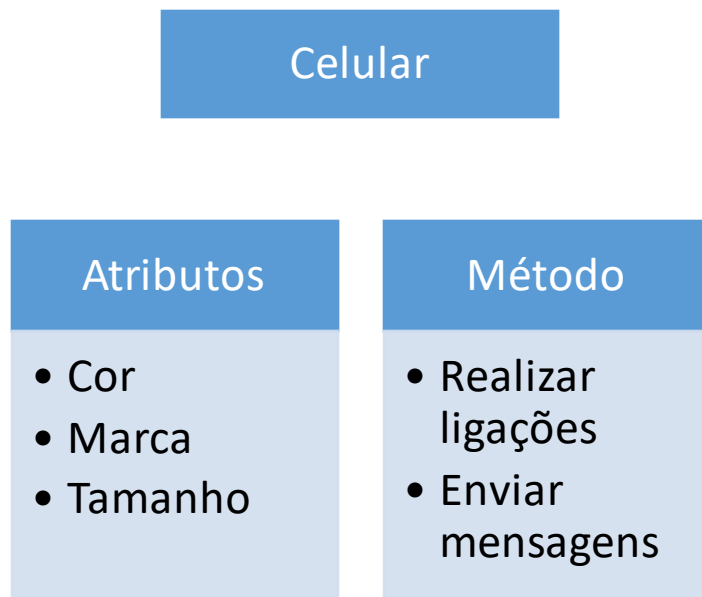 Celular
Atributos
• Cor
• Marca
• Tamanho
Método
• Realizar
ligações
• Enviar
mensagens